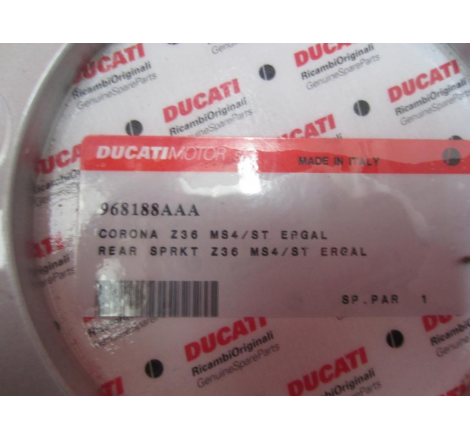 DUCATI
RicambiOriginali
GenuineSpareParts
DUCATI
RicambiOriginali
GenuineSpareParts
DUCATI
RicambiOriginali
GenuineSpareParts
DUCATIMOTOR
MADE IN ITALY
968188AAA
CORONA Z36 MS4/ST ERGAL
REAR SPRKT Z36 MS4/ST ERGAL
SP.PAR 1
DUCATI
RicambiOriginali
GenuineSpareParts
DUCATI
RicambiOriginali
GenuineSpareParts